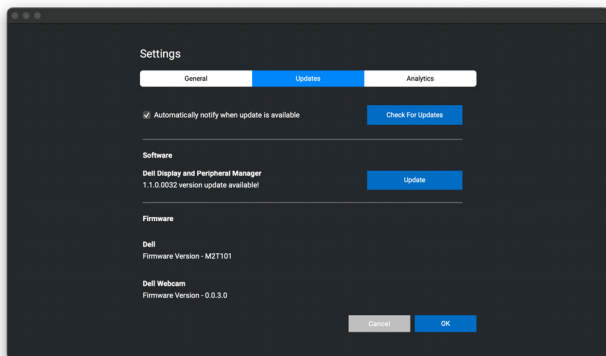 Settings
General Updates Analytics
Automatically notify when update is available Check For Updates
Software
Dell Display and Peripheral Manager
1.1.0.0032 version update available! Update
Firmware
Dell
Firmware Version - M2T101
Dell Webcam
Firmware Version - 0.0.3.0
Cancel OK